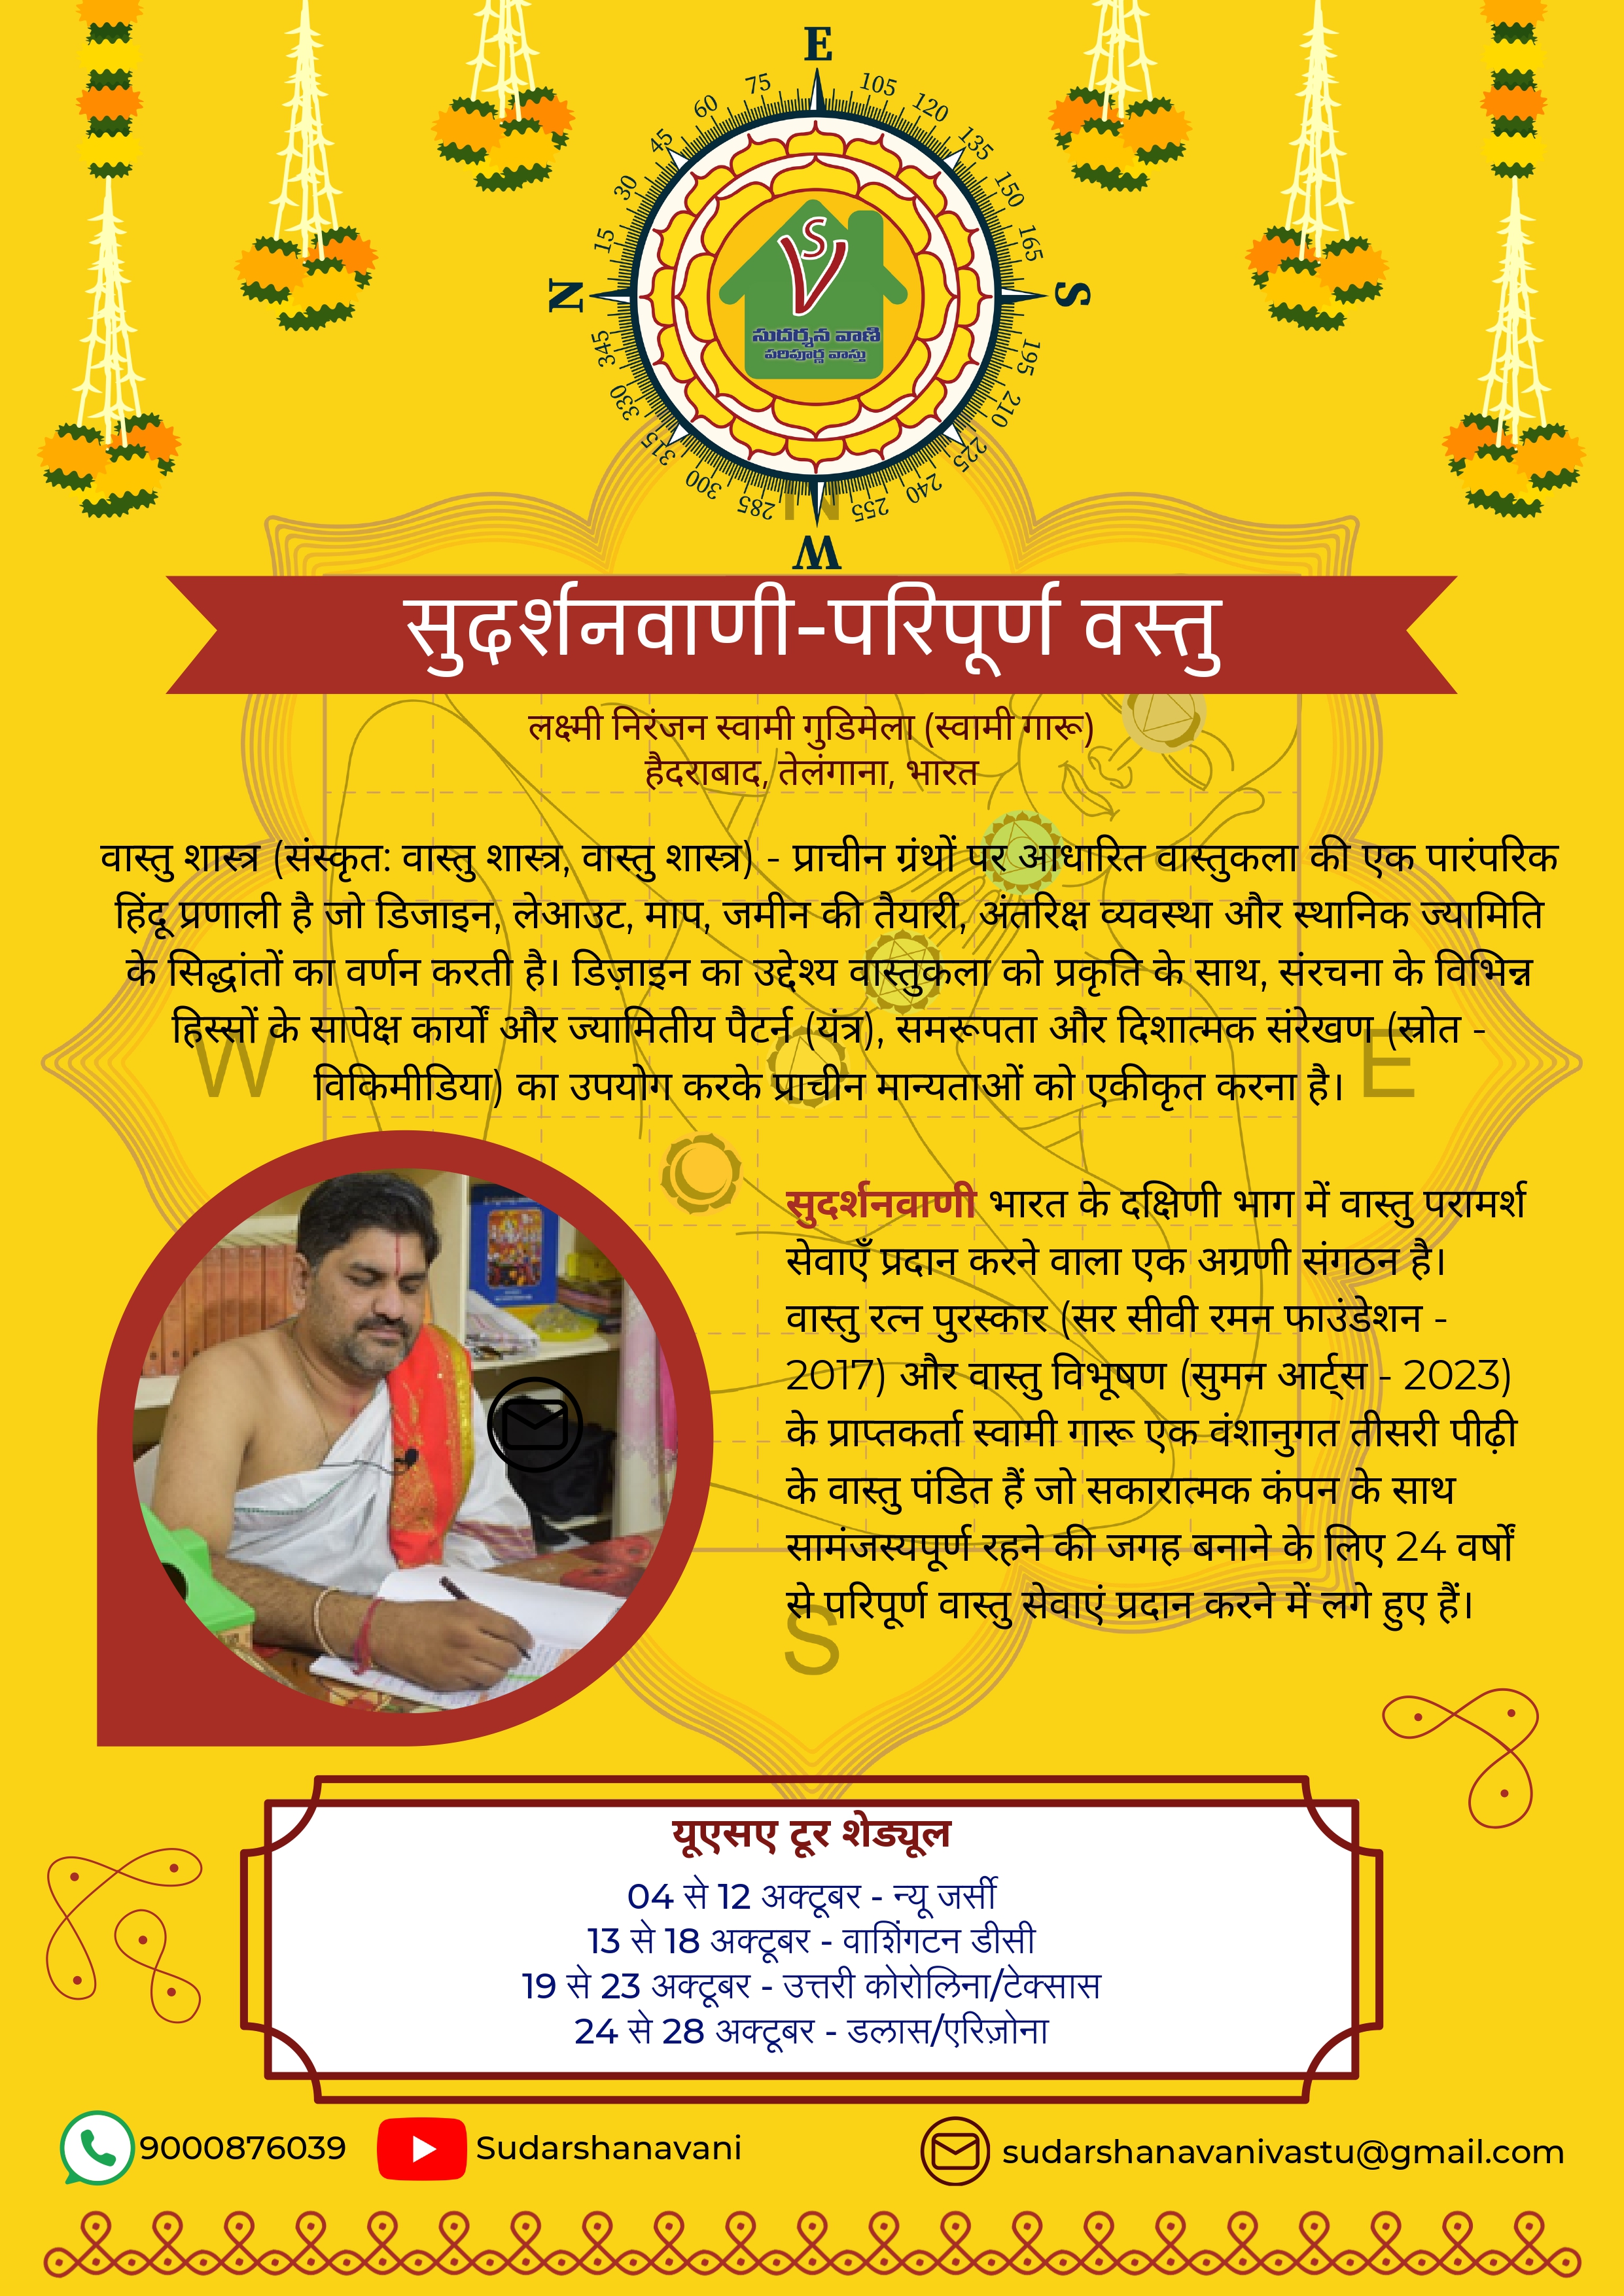 E
75
105
60
120
45
135
30
150
15
165
N
S
S
V
సుదర్శన వాణి
పరిపూర్ణ వాస్తు
345
195
330
210
315
225
300
240
285
N
255
W
सुदर्शनवाणी-परिपूर्ण वस्तु
लक्ष्मी निरंजन स्वामी गुडिमेला (स्वामी गारू)
हैदराबाद, तेलंगाना, भारत
वास्तु शास्त्र (संस्कृत: वास्तु शास्त्र, वास्तु शास्त्र) - प्राचीन ग्रंथों पर आधारित वास्तुकला की एक पारंपरिक
हिंदू प्रणाली है जो डिजाइन, लेआउट, माप, जमीन की तैयारी, अंतरिक्ष व्यवस्था और स्थानिक ज्यामिति
के सिद्धांतों का वर्णन करती है। डिज़ाइन का उद्देश्य वास्तुकला को प्रकृति के साथ, संरचना के विभिन्न
हिस्सों के सापेक्ष कार्यों और ज्यामितीय पैटर्न (यंत्र), समरूपता और दिशात्मक संरेखण (स्रोत -
विकिमीडिया) का उपयोग करके प्राचीन मान्यताओं को एकीकृत करना है।
W
E
सुदर्शनवाणी भारत के दक्षिणी भाग में वास्तु परामर्श
सेवाएँ प्रदान करने वाला एक अग्रणी संगठन है।
वास्तु रत्न पुरस्कार (सर सीवी रमन फाउंडेशन -
2017) और वास्तु विभूषण (सुमन आर्ट्स - 2023)
के प्राप्तकर्ता स्वामी गारू एक वंशानुगत तीसरी पीढ़ी
के वास्तु पंडित हैं जो सकारात्मक कंपन के साथ
सामंजस्यपूर्ण रहने की जगह बनाने के लिए 24 वर्षों
से परिपूर्ण वास्तु सेवाएं प्रदान करने में लगे हुए हैं।
S
यूएसए टूर शेड्यूल
04 से 12 अक्टूबर - न्यू जर्सी
13 से 18 अक्टूबर - वाशिंगटन डीसी
19 से 23 अक्टूबर - उत्तरी कोरोलिना/टेक्सास
24 से 28 अक्टूबर - डलास/एरिज़ोना
9000876039
Sudarshanavani
sudarshanavanivastu@gmail.com